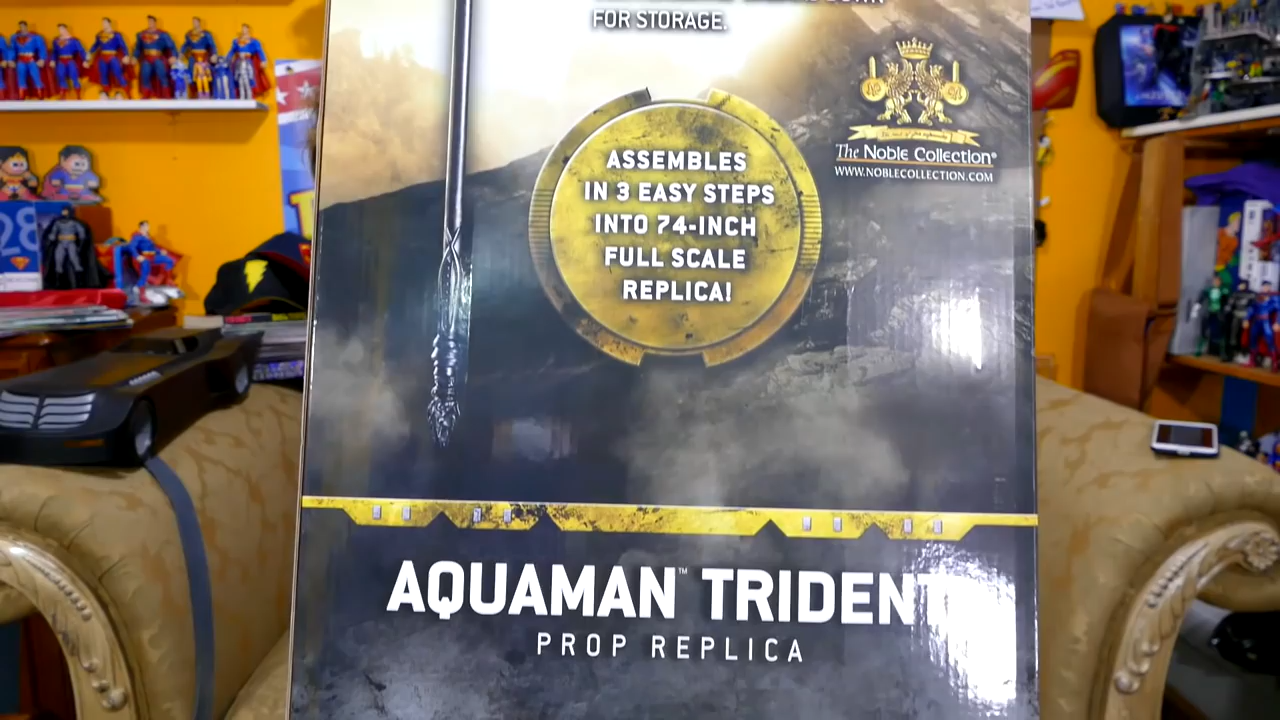 FOR STORAGE.
The Noble Collection®
WWW.NOBLECOLLECTION.COM
ASSEMBLES
IN 3 EASY STEPS
INTO 74-INCH
FULL SCALE
REPLICA!
AQUAMAN™ TRIDENT
PROP REPLICA
28